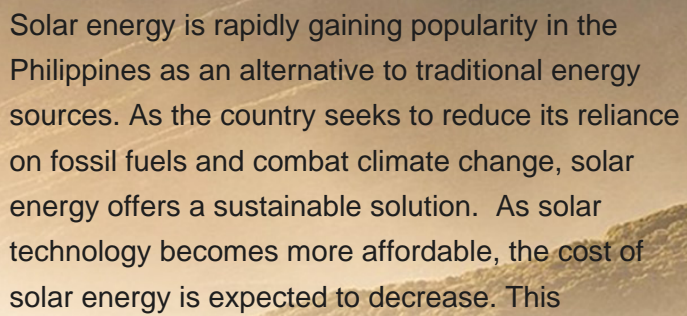 Solar energy is rapidly gaining popularity in the
Philippines as an alternative to traditional energy
sources. As the country seeks to reduce its reliance
on fossil fuels and combat climate change, solar
energy offers a sustainable solution.  As solar
technology becomes more affordable, the cost of
solar energy is expected to decrease. This